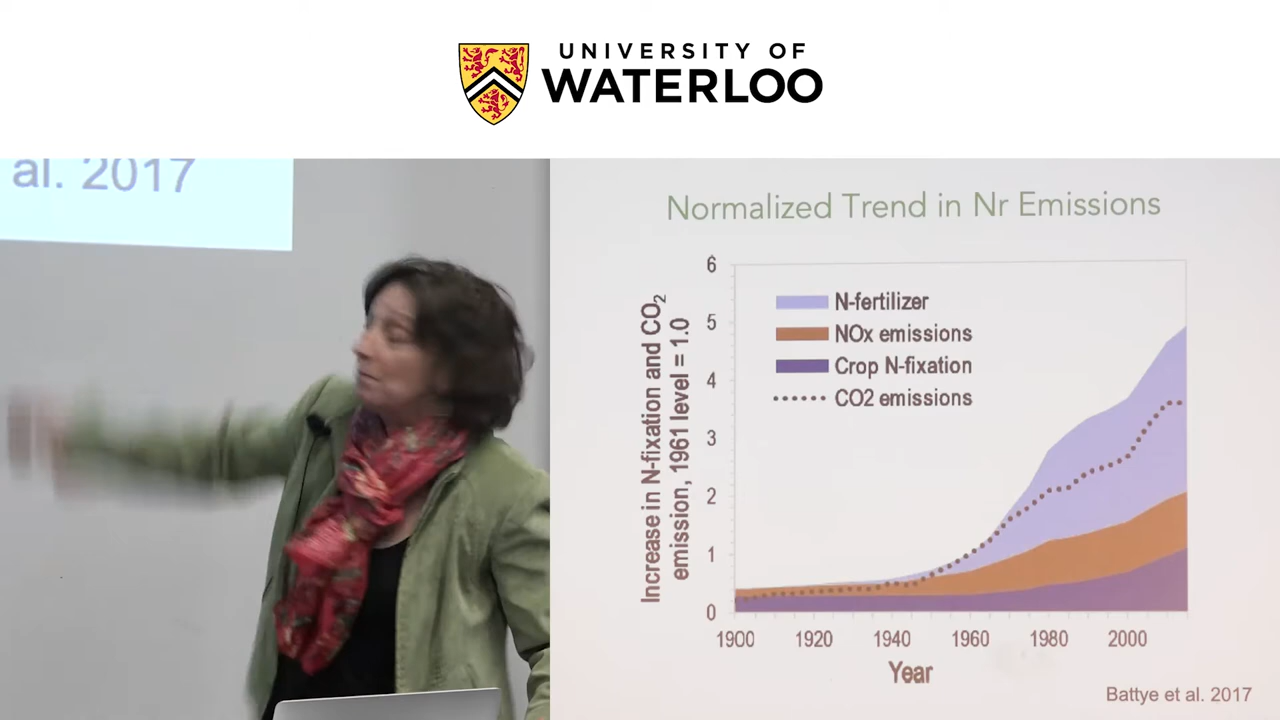 UNIVERSITY OF
WATERLOO
al. 2017
Normalized Trend in Nr Emissions
Increase in N-fixation and CO2
emission, 1961 level = 1.0
6
5
4
3
2
1
0
N-fertilizer
NOx emissions
Crop N-fixation
CO2 emissions
1900 1920 1940 1960 1980 2000
Year
Battye et al. 2017